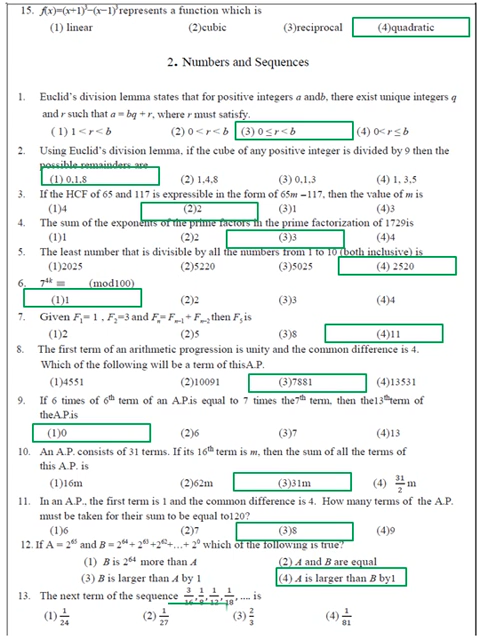 15. f(x)=(x+1)³−(x−1)³represents a function which is
(1) linear (2)cubic (3)reciprocal (4)quadratic
2. Numbers and Sequences
1. Euclid's division lemma states that for positive integers a andb, there exist unique integers q
and r such that a = bq + r, where r must satisfy.
( 1) 1 < r < b (2) 0 < r < b (3) 0 ≤ r < b (4) 0< r ≤ b
2. Using Euclid's division lemma, if the cube of any positive integer is divided by 9 then the
possible remainders are
(1) 0,1,8 (2) 1,4,8 (3) 0,1,3 (4) 1, 3,5
3. If the HCF of 65 and 117 is expressible in the form of 65m −117, then the value of m is
(1)4 (2)2 (3)1 (4)3
4. The sum of the exponents of the prime factors in the prime factorization of 1729is
(1)1 (2)2 (3)3 (4)4
5. The least number that is divisible by all the numbers from 1 to 10 (both inclusive) is
(1)2025 (2)5220 (3)5025 (4) 2520
6. 7⁴ᵏ ≡ (mod100)
(1)1 (2)2 (3)3 (4)4
7. Given F₁= 1 , F₂=3 and Fₙ= Fₙ₋₁+ Fₙ₋₂ then F₅ is
(1)2 (2)5 (3)8 (4)11
8. The first term of an arithmetic progression is unity and the common difference is 4.
Which of the following will be a term of thisA.P.
(1)4551 (2)10091 (3)7881 (4)13531
9. If 6 times of 6ᵗʰ term of an A.P.is equal to 7 times the7ᵗʰ term, then the13ᵗʰterm of
theA.P.is
(1)0 (2)6 (3)7 (4)13
10. An A.P. consists of 31 terms. If its 16ᵗʰ term is m, then the sum of all the terms of
this A.P. is
(1)16m (2)62m (3)31m (4) 31/2 m
11. In an A.P., the first term is 1 and the common difference is 4. How many terms of the A.P.
must be taken for their sum to be equal to120?
(1)6 (2)7 (3)8 (4)9
12. If A = 2⁶⁵ and B = 2⁶⁴+ 2⁶³+2⁶²+…+ 2⁰ which of the following is true?
(1) B is 2⁶⁴ more than A (2) A and B are equal
(3) B is larger than A by 1 (4) A is larger than B by1
13. The next term of the sequence 3/16, 1/8, 1/12, 1/18, .... is
(1) 1/24 (2) 1/27 (3) 2/3 (4) 1/81